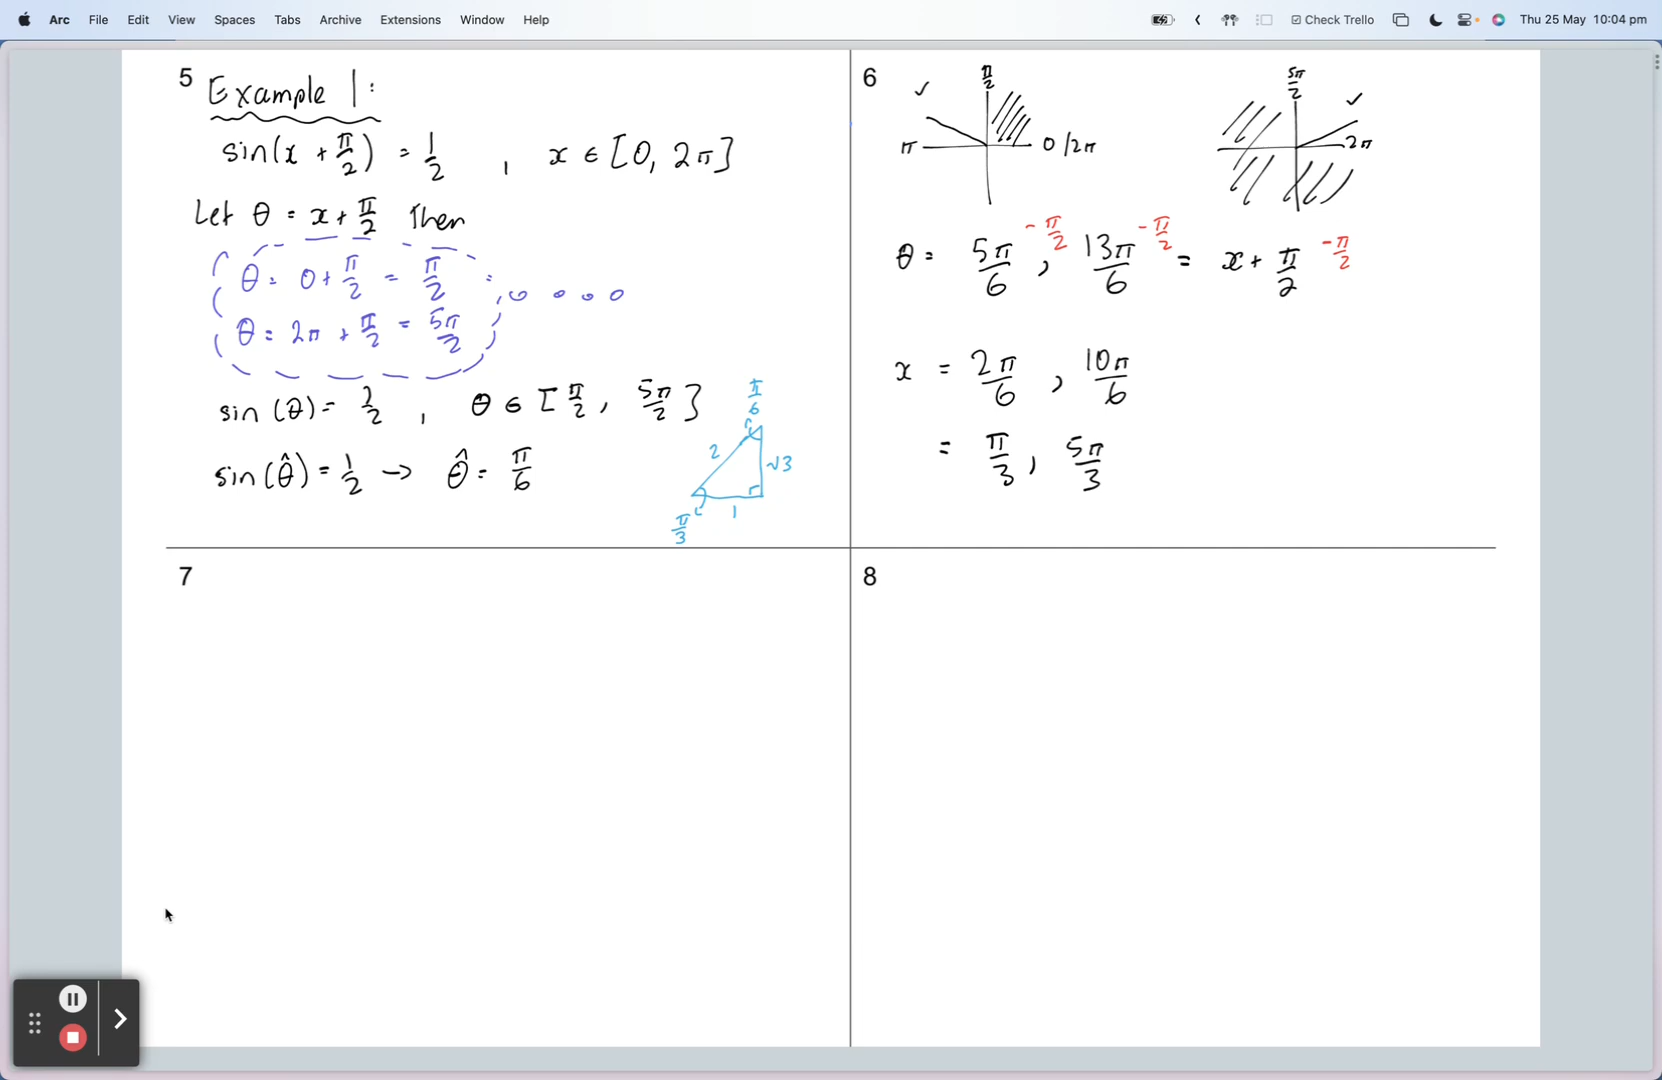 Arc File Edit View Spaces Tabs Archive Extensions Window Help Check Trello Thu 25 May 10:04 pm
5 Example 1:
sin(x + π/2) = 1/2 , x ∈ [0, 2π]
Let θ = x + π/2 Then
θ = 0 + π/2 = π/2
θ = 2π + π/2 = 5π/2
sin(θ) = 1/2 , θ ∈ [π/2, 5π/2]
sin(θ̂) = 1/2 → θ̂ = π/6
π/6
2
√3
1
π/3
6
π/2
π 0/2π
5π/2
2π
θ = 5π/6 - π/2 , 13π/6 - π/2 = x + π/2 - π/2
x = 2π/6 , 10π/6
= π/3 , 5π/3
7
8